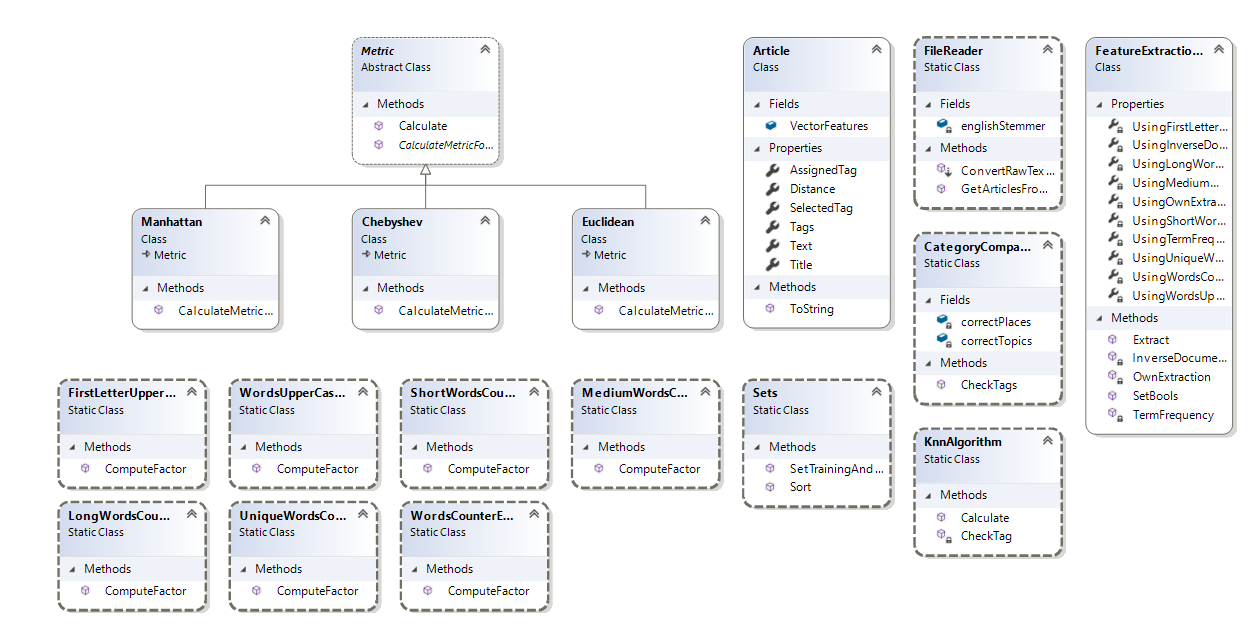 Metric
Abstract Class
Methods
Calculate
CalculateMetricFo...
Manhattan
Class
Metric
Methods
CalculateMetric...
Chebyshev
Class
Metric
Methods
CalculateMetric...
Euclidean
Class
Metric
Methods
CalculateMetric...
Article
Class
Fields
VectorFeatures
Properties
AssignedTag
Distance
SelectedTag
Tags
Text
Title
Methods
ToString
FileReader
Static Class
Fields
englishStemmer
Methods
ConvertRawTex...
GetArticlesFro...
CategoryCompa...
Static Class
Fields
correctPlaces
correctTopics
Methods
CheckTags
KnnAlgorithm
Static Class
Methods
Calculate
CheckTag
FeatureExtractio...
Class
Properties
UsingFirstLetter...
UsingInverseDo...
UsingLongWor...
UsingMedium...
UsingOwnExtra...
UsingShortWor...
UsingTermFreq...
UsingUniqueW...
UsingWordsCo...
UsingWordsUp...
Methods
Extract
InverseDocume...
OwnExtraction
SetBools
TermFrequency
FirstLetterUpper...
Static Class
Methods
ComputeFactor
WordsUpperCas...
Static Class
Methods
ComputeFactor
ShortWordsCou...
Static Class
Methods
ComputeFactor
MediumWordsC...
Static Class
Methods
ComputeFactor
Sets
Static Class
Methods
SetTrainingAnd...
Sort
LongWordsCou...
Static Class
Methods
ComputeFactor
UniqueWordsCo...
Static Class
Methods
ComputeFactor
WordsCounterE...
Static Class
Methods
ComputeFactor